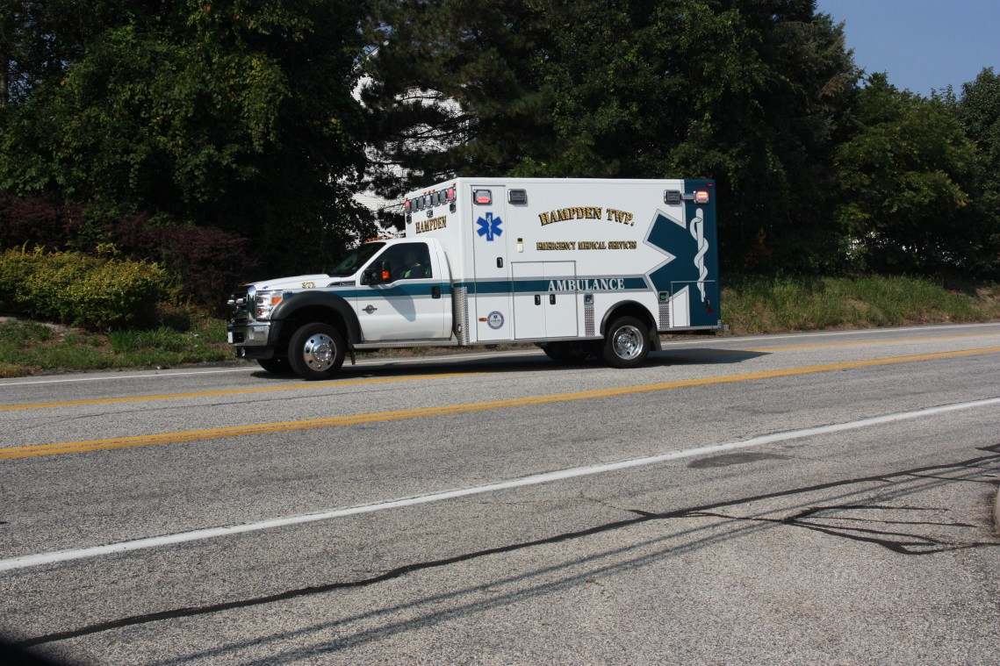 HAMPDEN
HAMPDEN TWP.
EMERGENCY MEDICAL SERVICES
AMBULANCE